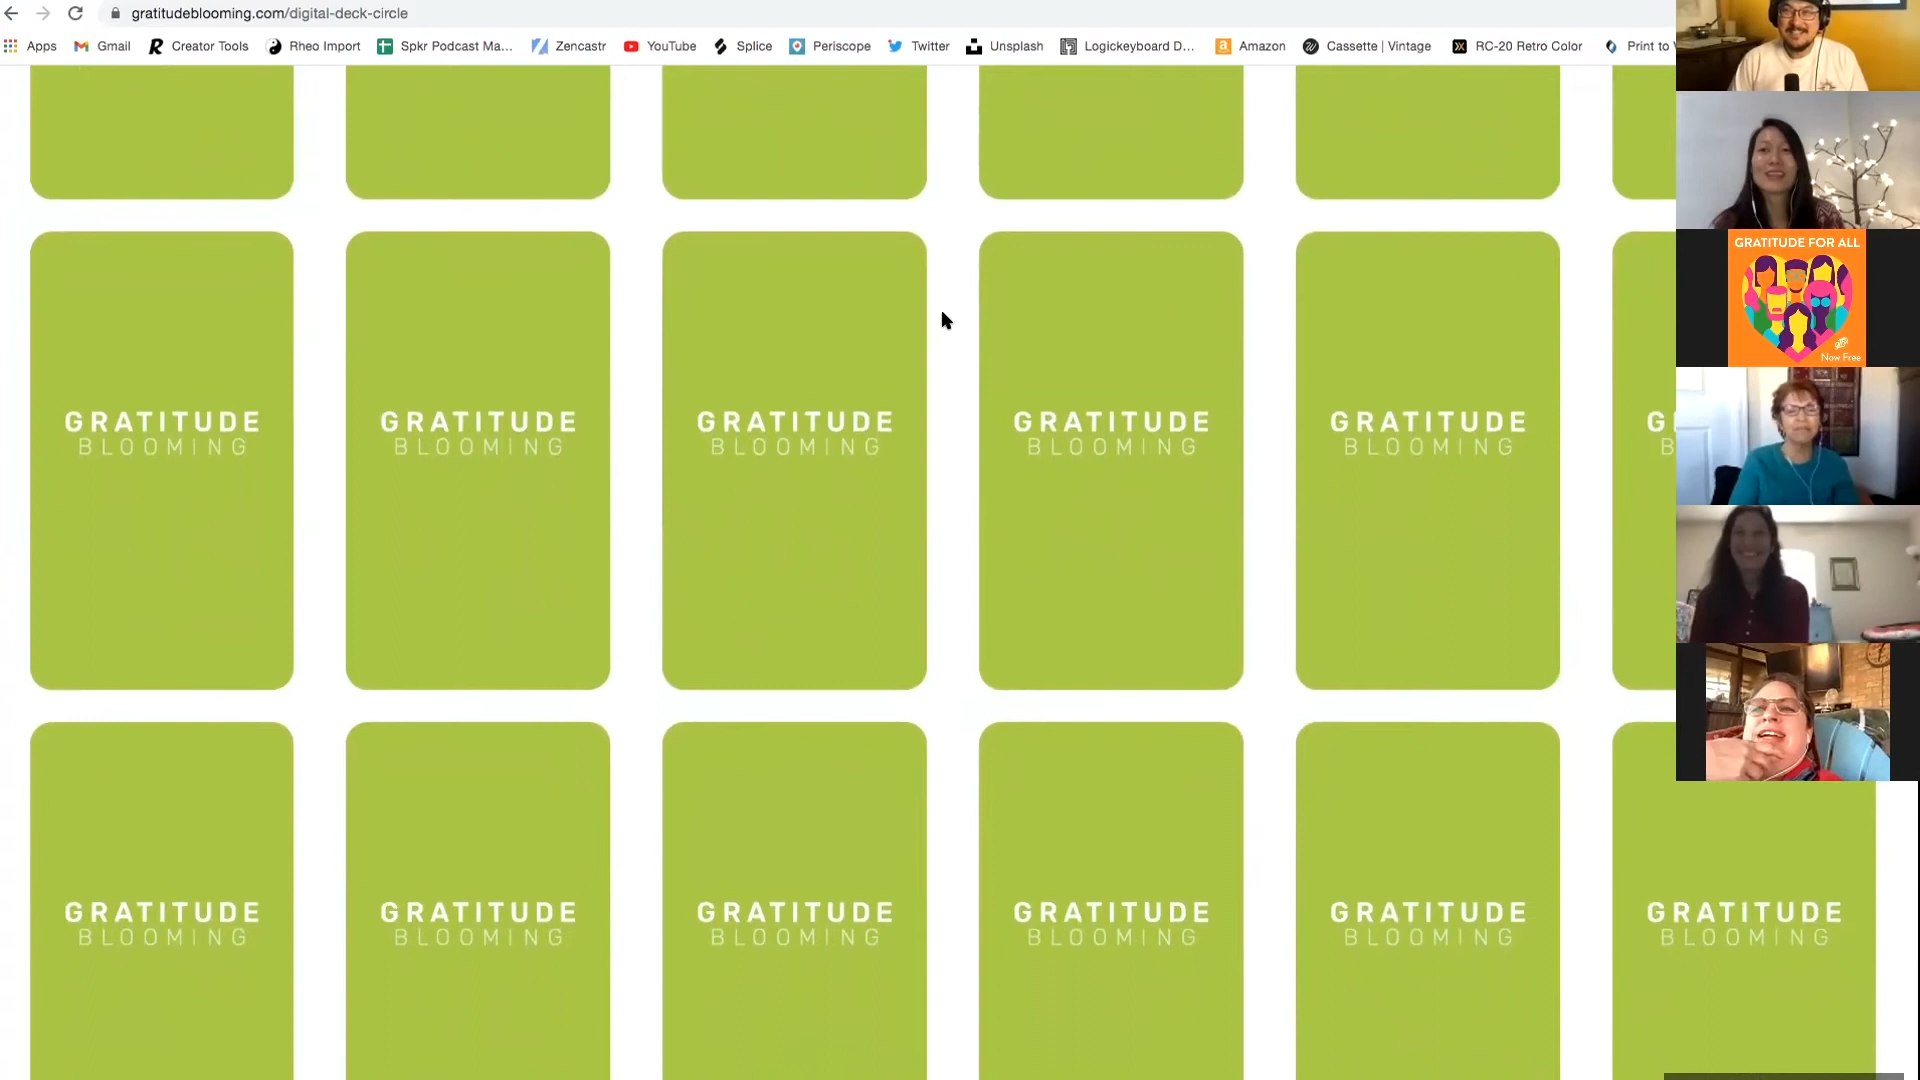 gratitudeblooming.com/digital-deck-circle
Apps Gmail Creator Tools Rheo Import Spkr Podcast Ma... Zencastr YouTube Splice Periscope Twitter Unsplash Logickeyboard D... Amazon Cassette | Vintage RC-20 Retro Color Print to
GRATITUDE FOR ALL
Now Free
GRATITUDE GRATITUDE GRATITUDE GRATITUDE GRATITUDE G
BLOOMING BLOOMING BLOOMING BLOOMING BLOOMING B
GRATITUDE GRATITUDE GRATITUDE GRATITUDE GRATITUDE GRATITUDE
BLOOMING BLOOMING BLOOMING BLOOMING BLOOMING BLOOMING